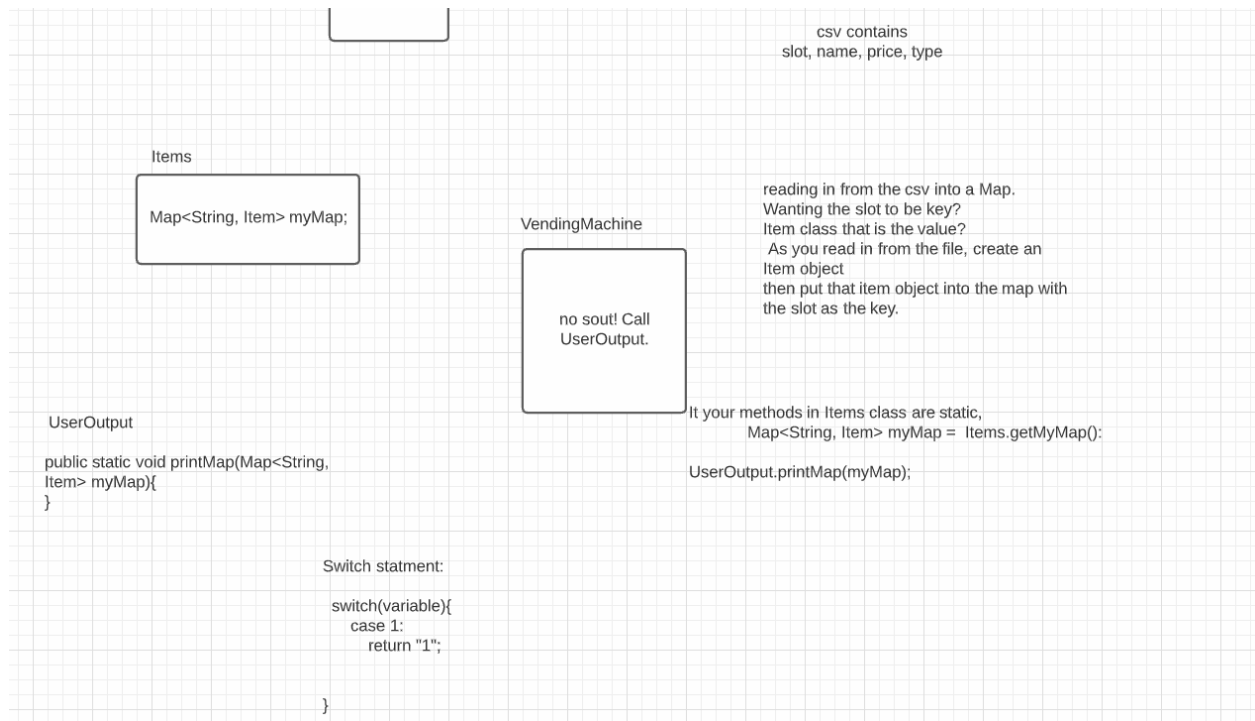 csv contains
slot, name, price, type
Items
Map<String, Item> myMap;
reading in from the csv into a Map.
Wanting the slot to be key?
Item class that is the value?
As you read in from the file, create an
Item object
then put that item object into the map with
the slot as the key.
VendingMachine
no sout! Call
UserOutput.
It your methods in Items class are static,
Map<String, Item> myMap = Items.getMyMap():
UserOutput.printMap(myMap);
UserOutput
public static void printMap(Map<String,
Item> myMap){
}
Switch statment:
switch(variable){
case 1:
return "1";
}